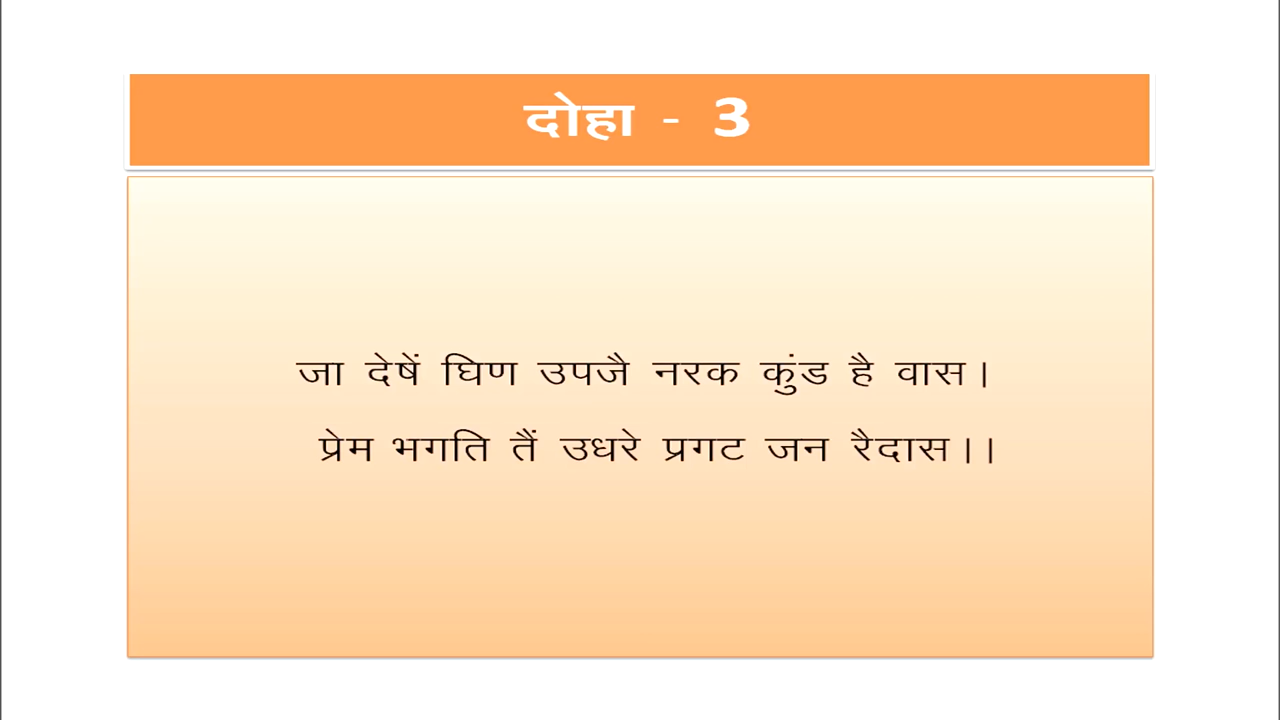 दोहा - 3
जा देषें घिण उपजै नरक कुंड है वास।
प्रेम भगति तैं उधरे प्रगट जन रैदास।।